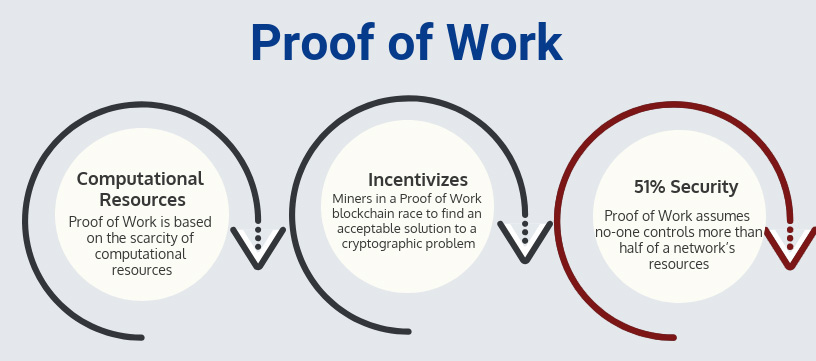 Proof of Work
Computational
Resources
Proof of Work is based
on the scarcity of
computational
resources
Incentivizes
Miners in a Proof of Work
blockchain race to find an
acceptable solution to a
cryptographic problem
51% Security
Proof of Work assumes
no-one controls more than
half of a network's
resources